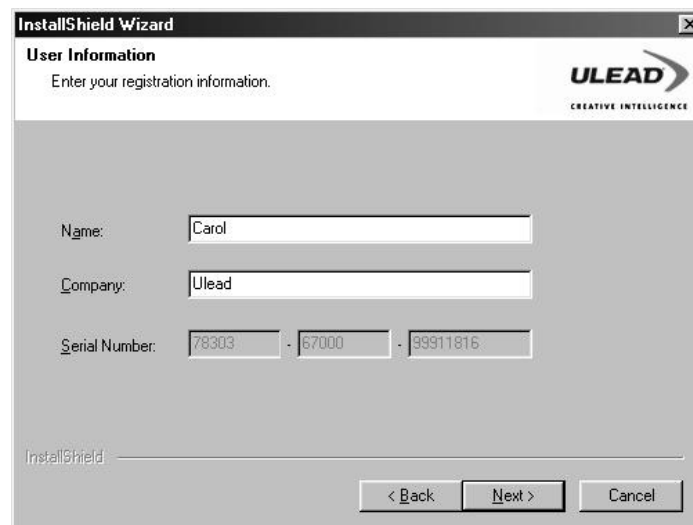 InstallShield Wizard
User Information
Enter your registration information.
ULEAD
CREATIVE INTELLIGENCE
Name: Carol
Company: Ulead
Serial Number: 78303 - 67000 - 99911816
InstallShield
< Back Next > Cancel